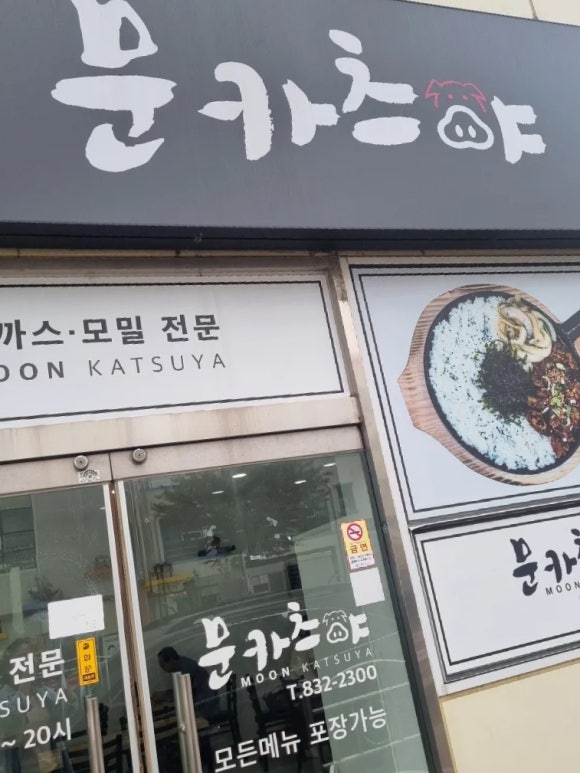 문카츠야
까스·모밀 전문
OON KATSUYA
금연
문카츠
MOON
전문
SUYA
~ 20시
문카츠야
MOON KATSUYA
T.832-2300
모든메뉴 포장가능